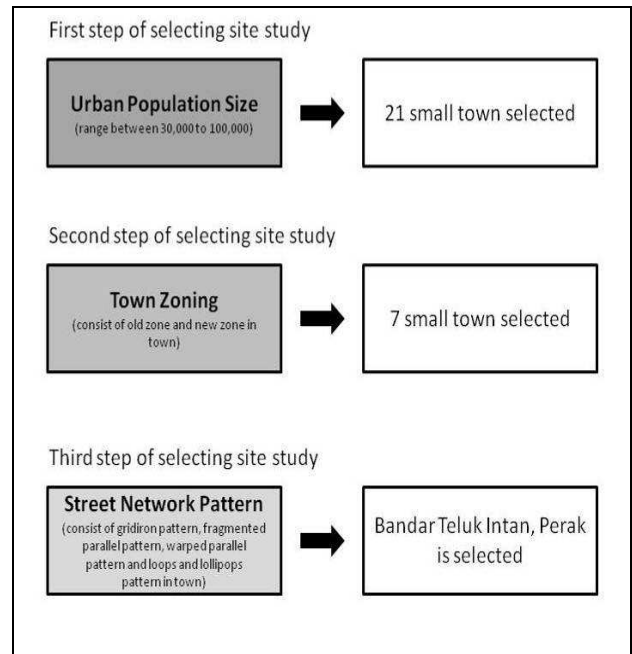 First step of selecting site study
Urban Population Size
(range between 30,000 to 100,000)
21 small town selected
Second step of selecting site study
Town Zoning
(consist of old zone and new zone in
town)
7 small town selected
Third step of selecting site study
Street Network Pattern
(consist of gridiron pattern, fragmented
parallel pattern, warped parallel
pattern and loops and lollipops
pattern in town)
Bandar Teluk Intan, Perak
is selected